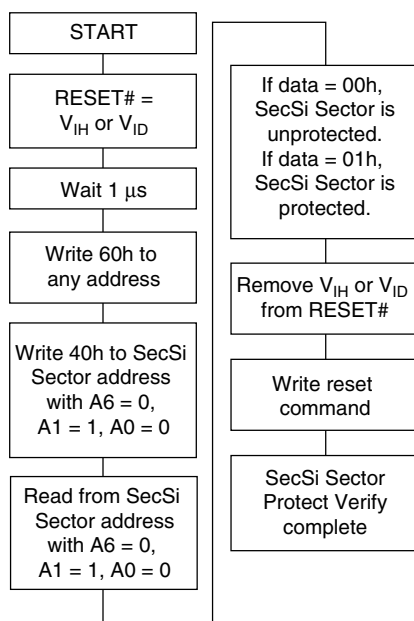 START
RESET# =
V_IH or V_ID
Wait 1 μs
Write 60h to
any address
Write 40h to SecSi
Sector address
with A6 = 0,
A1 = 1, A0 = 0
Read from SecSi
Sector address
with A6 = 0,
A1 = 1, A0 = 0
If data = 00h,
SecSi Sector is
unprotected.
If data = 01h,
SecSi Sector is
protected.
Remove V_IH or V_ID
from RESET#
Write reset
command
SecSi Sector
Protect Verify
complete